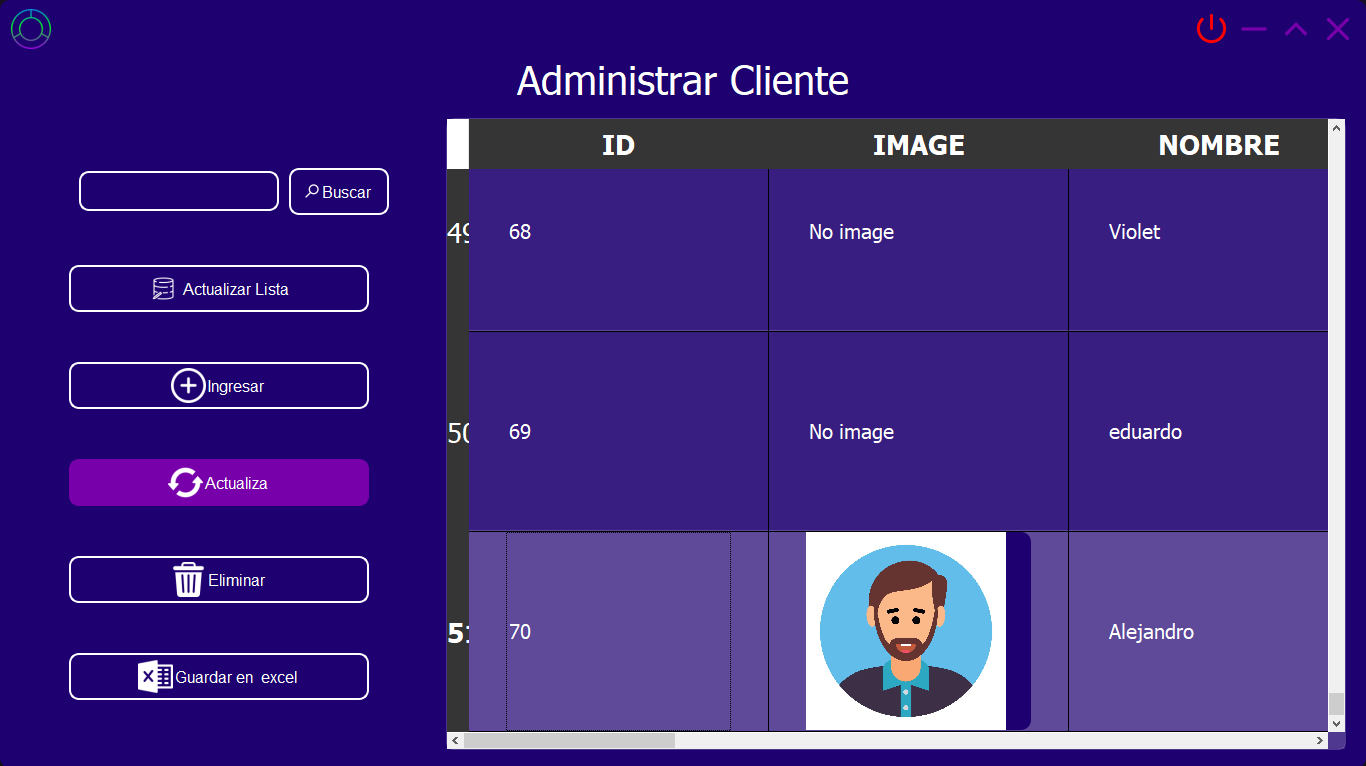 Administrar Cliente
ID IMAGE NOMBRE
Buscar
49 68 No image Violet
Actualizar Lista
Ingresar
50 69 No image eduardo
Actualiza
Eliminar
51 70 Alejandro
Guardar en excel